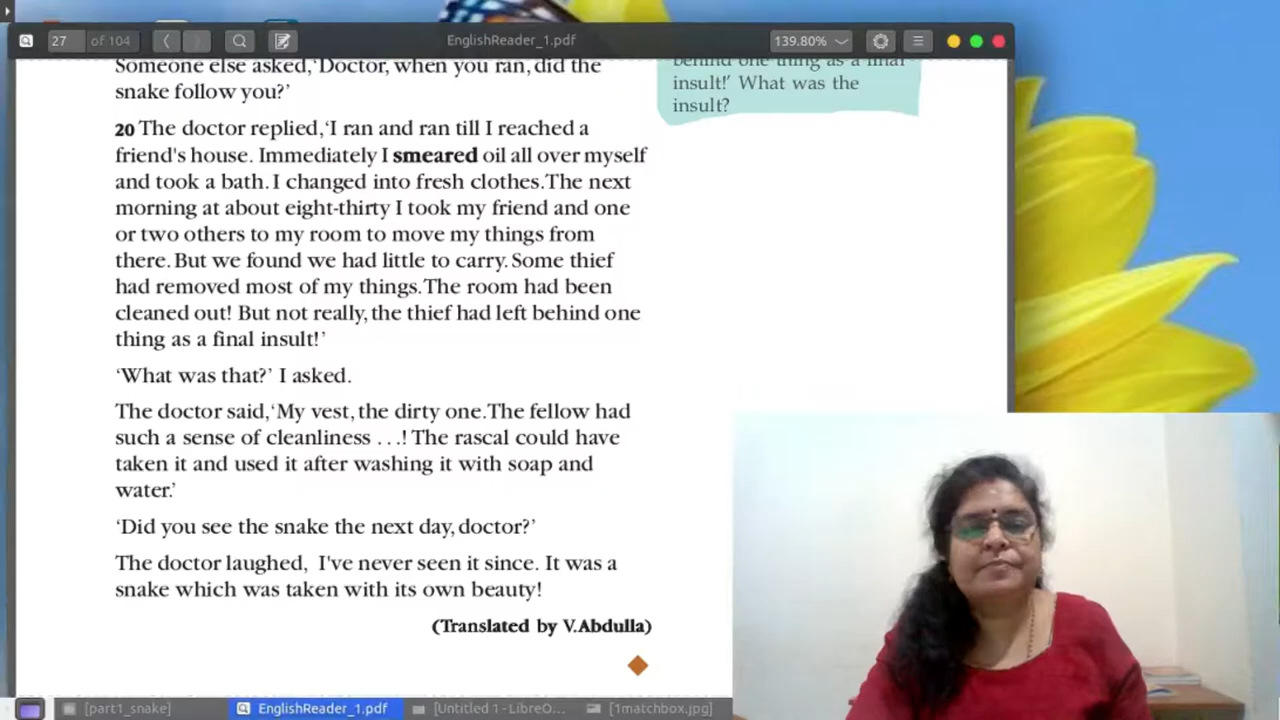 27 of 104
EnglishReader_1.pdf
139.80%
Someone else asked, 'Doctor, when you ran, did the
snake follow you?'
20 The doctor replied, 'I ran and ran till I reached a
friend's house. Immediately I smeared oil all over myself
and took a bath. I changed into fresh clothes. The next
morning at about eight-thirty I took my friend and one
or two others to my room to move my things from
there. But we found we had little to carry. Some thief
had removed most of my things. The room had been
cleaned out! But not really, the thief had left behind one
thing as a final insult!'
'What was that?' I asked.
The doctor said, 'My vest, the dirty one. The fellow had
such a sense of cleanliness . . .! The rascal could have
taken it and used it after washing it with soap and
water.'
'Did you see the snake the next day, doctor?'
The doctor laughed, I've never seen it since. It was a
snake which was taken with its own beauty!
(Translated by V.Abdulla)
behind one thing as a final
insult!' What was the
insult?
[part1_snake]
EnglishReader_1.pdf
[Untitled 1 - LibreO...
[1matchbox.jpg]